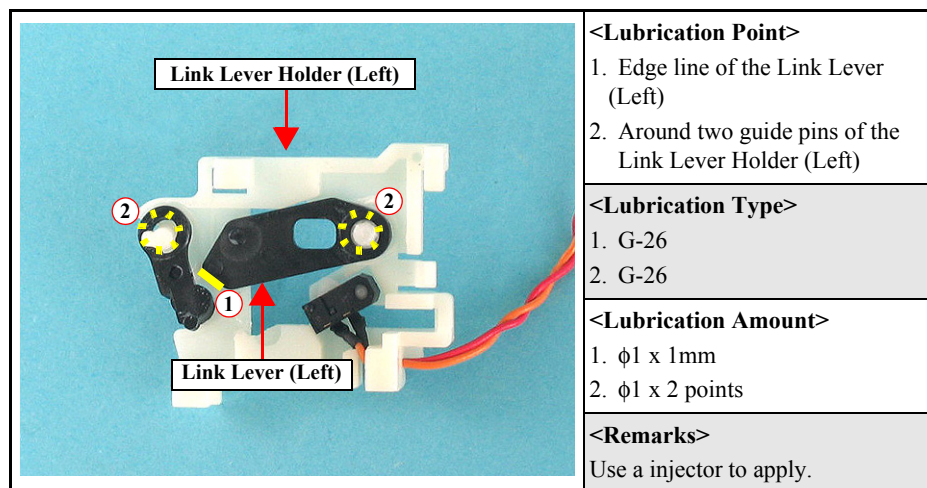 Link Lever Holder (Left)
2
2
1
Link Lever (Left)
<Lubrication Point>
1. Edge line of the Link Lever
(Left)
2. Around two guide pins of the
Link Lever Holder (Left)
<Lubrication Type>
1. G-26
2. G-26
<Lubrication Amount>
1. ϕ1 x 1mm
2. ϕ1 x 2 points
<Remarks>
Use a injector to apply.